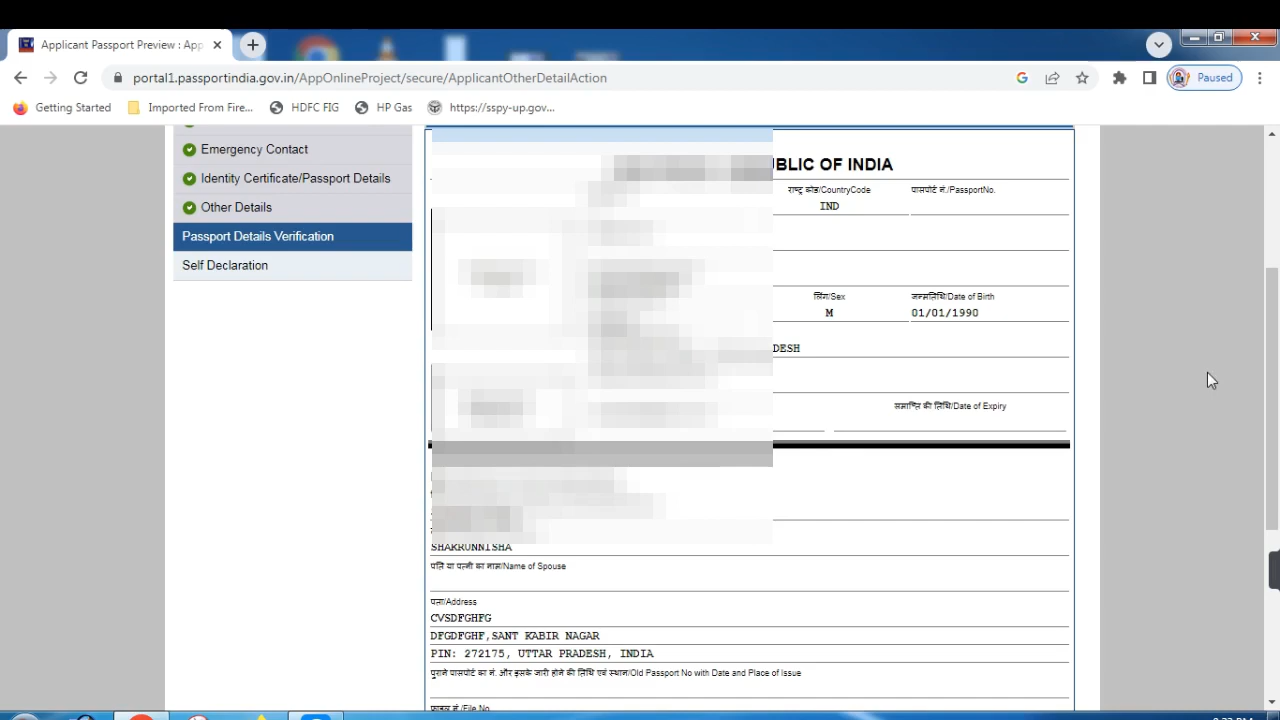 Applicant Passport Preview : App
portal1.passportindia.gov.in/AppOnlineProject/secure/ApplicantOtherDetailAction
Paused
Getting Started
Imported From Fire...
HDFC FIG
HP Gas
https://sspy-up.gov...
Emergency Contact
Identity Certificate/Passport Details
Other Details
Passport Details Verification
Self Declaration
BLIC OF INDIA
राष्ट्र कोड/CountryCode
पासपोर्ट नं./PassportNo.
IND
लिंग/Sex
जन्मतिथि/Date of Birth
M
01/01/1990
DESH
समाप्ति की तिथि/Date of Expiry
SHAKRUNNISHA
पति या पत्नी का नाम/Name of Spouse
पता/Address
CVSDFGHFG
DFGDFGHF,SANT KABIR NAGAR
PIN: 272175, UTTAR PRADESH, INDIA
पुराने पासपोर्ट का नं. और इसके जारी होने की तिथि एवं स्थान/Old Passport No with Date and Place of Issue
फाइल नं./File No.